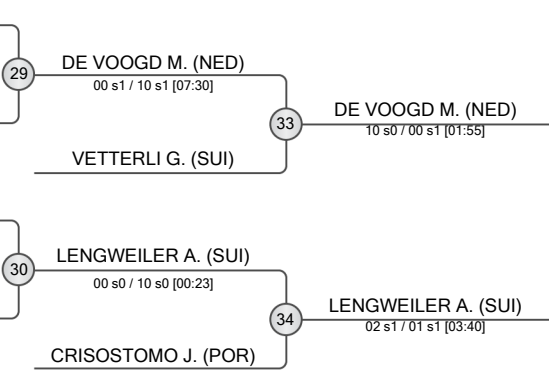 DE VOOGD M. (NED)
29
00 s1 / 10 s1 [07:30]
DE VOOGD M. (NED)
33
10 s0 / 00 s1 [01:55]
VETTERLI G. (SUI)
LENGWEILER A. (SUI)
30
00 s0 / 10 s0 [00:23]
LENGWEILER A. (SUI)
34
02 s1 / 01 s1 [03:40]
CRISOSTOMO J. (POR)